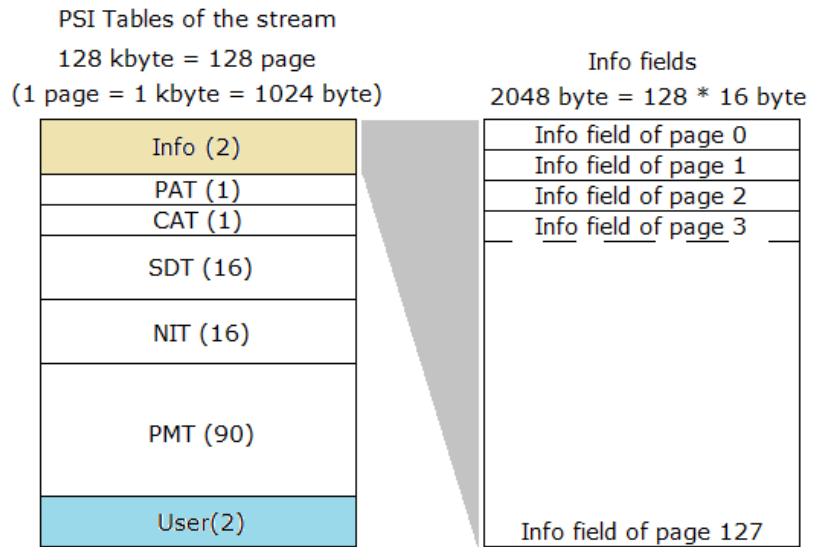 PSI Tables of the stream
128 kbyte = 128 page
(1 page = 1 kbyte = 1024 byte)
Info (2)
PAT (1)
CAT (1)
SDT (16)
NIT (16)
PMT (90)
User(2)
Info fields
2048 byte = 128 * 16 byte
Info field of page 0
Info field of page 1
Info field of page 2
Info field of page 3
Info field of page 127